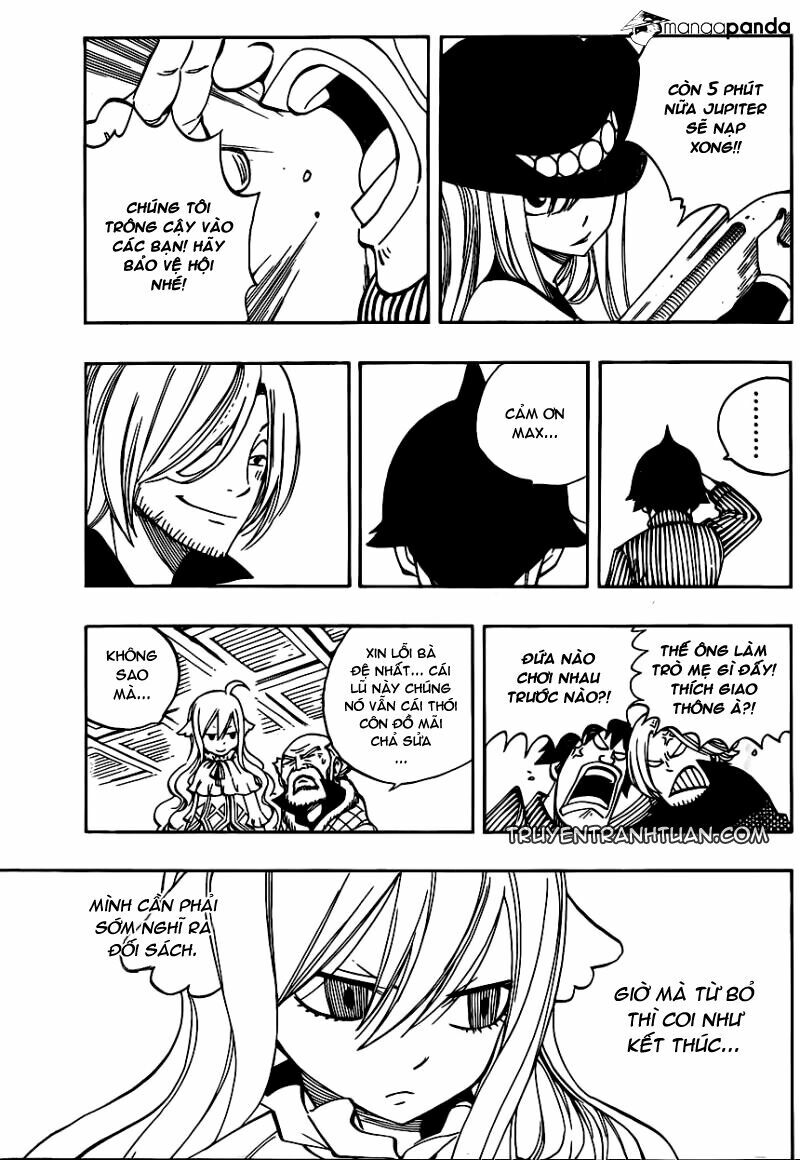 mangapanda
CÒN 5 PHÚT
NỮA JUPITER
SẼ NẠP
XONG!!
CHÚNG TÔI
TRÔNG CẬY VÀO
CÁC BẠN! HÃY
BẢO VỆ HỘI
NHÉ!
.........
CẢM ƠN
MAX...
THẾ ÔNG LÀM
TRÒ MẸ GÌ ĐẤY!
THÍCH GIAO
THÔNG À?!
ĐỨA NÀO
CHƠI NHAU
TRƯỚC NÀO?!
XIN LỖI BÀ
ĐỆ NHẤT... CÁI
LŨ NÀY CHÚNG
NÓ VẪN CÁI THÓI
CÔN ĐỒ MÃI
CHẢ SỬA
...
KHÔNG
SAO
MÀ...
TRUYENTRANHTUAN.COM
GIỜ MÀ TỪ BỎ
THÌ COI NHƯ
KẾT THÚC...
MÌNH CẦN PHẢI
SỚM NGHĨ RA
ĐỐI SÁCH.